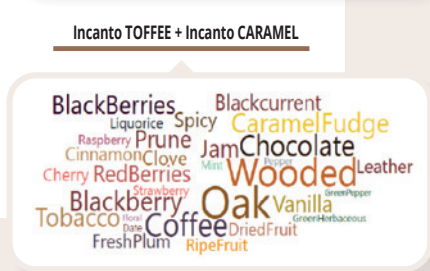 Incanto TOFFEE + Incanto CARAMEL
BlackBerries Blackcurrent
Liquorice Spicy CaramelFudge
Raspberry Prune Jam Chocolate
Cinnamon Clove Mint Pepper Leather
Cherry RedBerries Wooded
Strawberry GreenPepper
Blackberry Oak Vanilla
Tobacco Floral Coffee GreenHerbaceous
Date DriedFruit
FreshPlum RipeFruit